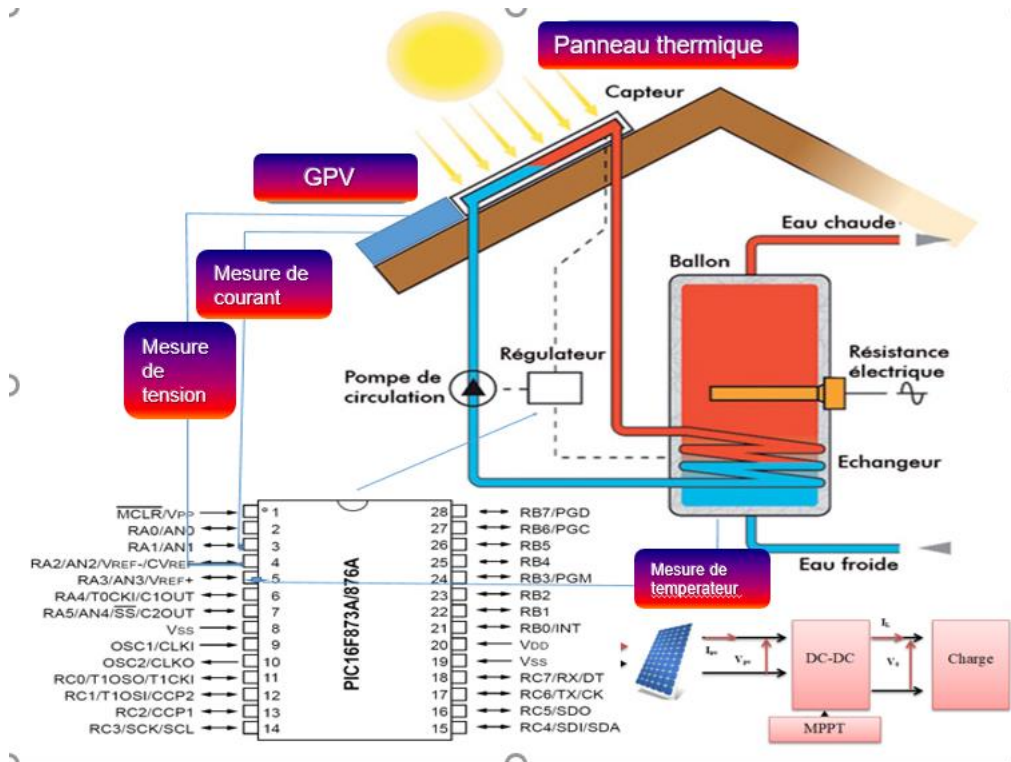 Panneau thermique
Capteur
GPV
Eau chaude
Mesure de
courant
Ballon
Mesure
de
tension
Régulateur
Résistance
électrique
Pompe de
circulation
Echangeur
Eau froide
Mesure de
temperateur
MCLR/VPP
RA0/AN0
RA1/AN1
RA2/AN2/VREF-/CVREF
RA3/AN3/VREF+
RA4/T0CKI/C1OUT
RA5/AN4/SS/C2OUT
VSS
OSC1/CLKI
OSC2/CLKO
RC0/T1OSO/T1CKI
RC1/T1OSI/CCP2
RC2/CCP1
RC3/SCK/SCL
1
2
3
4
5
6
7
8
9
10
11
12
13
14
PIC16F873A/876A
28
27
26
25
24
23
22
21
20
19
18
17
16
15
RB7/PGD
RB6/PGC
RB5
RB4
RB3/PGM
RB2
RB1
RB0/INT
VDD
VSS
RC7/RX/DT
RC6/TX/CK
RC5/SDO
RC4/SDI/SDA
Ipv
Vpv
DC-DC
MPPT
Charge